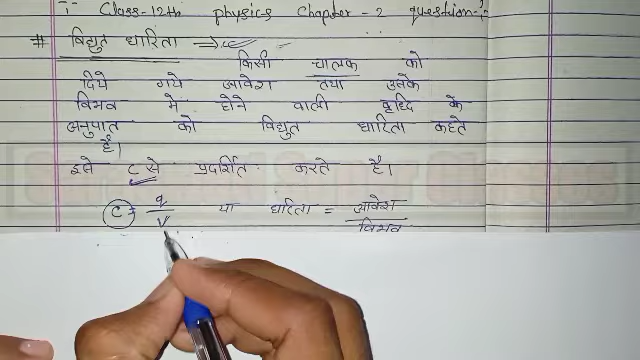 :: Class-12th physics Chapter-2 question-:
# विद्युत धारिता ⇒
किसी चालक को
दिये गये आवेश तथा उसके
विभव मे होने वाली वृद्धि के
अनुपात को विद्युत धारिता कहते
है।
इसे C से प्रदर्शित करते है।
C = q/V या धारिता = आवेश/विभव